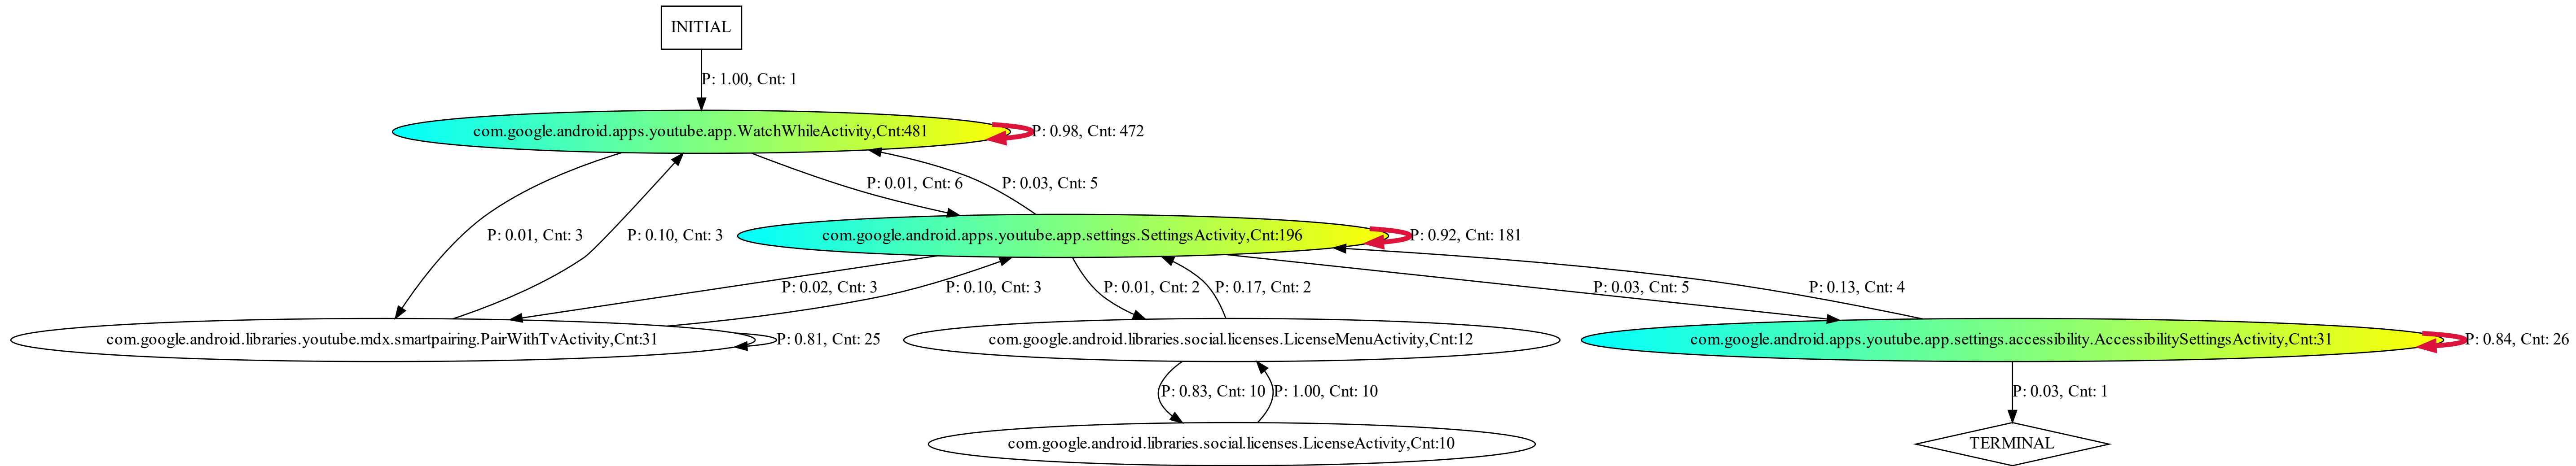 INITIAL
P: 1.00, Cnt: 1
com.google.android.apps.youtube.app.WatchWhileActivity,Cnt:481
P: 0.98, Cnt: 472
P: 0.01, Cnt: 6
P: 0.03, Cnt: 5
P: 0.01, Cnt: 3
P: 0.10, Cnt: 3
com.google.android.apps.youtube.app.settings.SettingsActivity,Cnt:196
P: 0.92, Cnt: 181
P: 0.02, Cnt: 3
P: 0.10, Cnt: 3
P: 0.01, Cnt: 2
P: 0.17, Cnt: 2
P: 0.03, Cnt: 5
P: 0.13, Cnt: 4
com.google.android.libraries.youtube.mdx.smartpairing.PairWithTvActivity,Cnt:31
P: 0.81, Cnt: 25
com.google.android.libraries.social.licenses.LicenseMenuActivity,Cnt:12
com.google.android.apps.youtube.app.settings.accessibility.AccessibilitySettingsActivity,Cnt:31
P: 0.84, Cnt: 26
P: 0.83, Cnt: 10
P: 1.00, Cnt: 10
P: 0.03, Cnt: 1
com.google.android.libraries.social.licenses.LicenseActivity,Cnt:10
TERMINAL